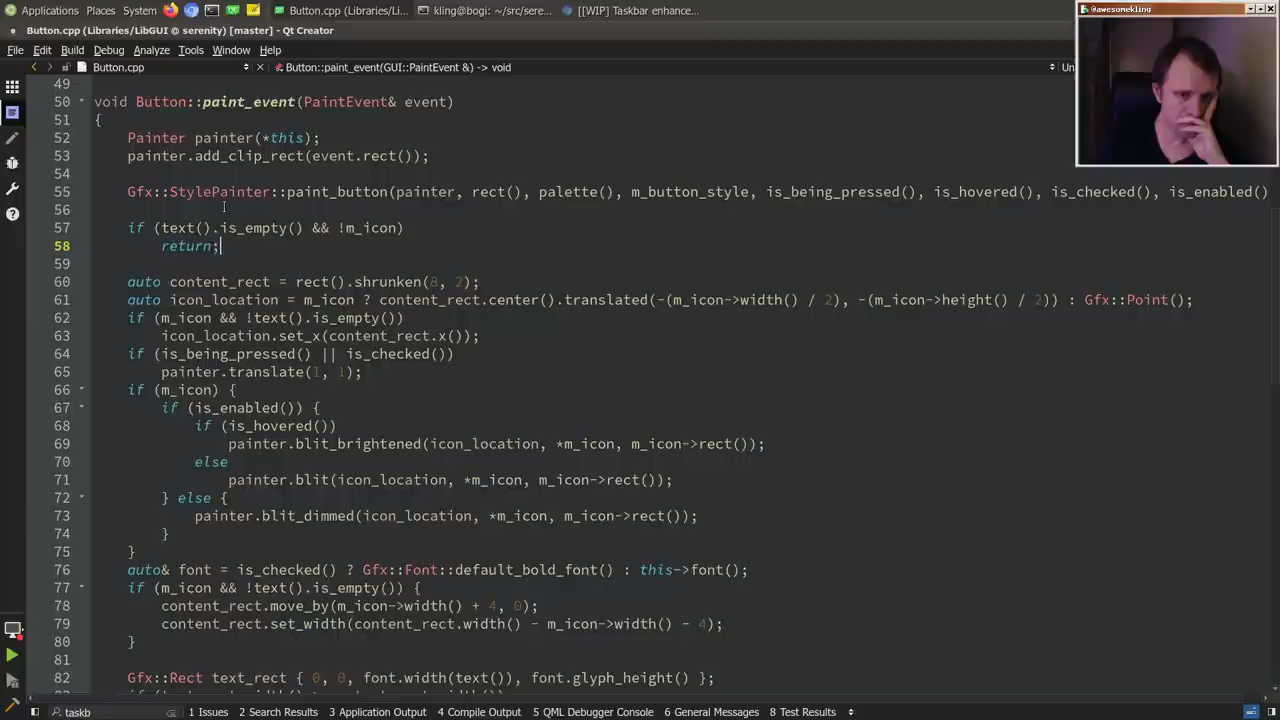 Applications Places System Button.cpp (Libraries/Li kling@bogi: ~/src/sere... [[WIP] Taskbar enhance...
@awesomekling
Button.cpp (Libraries/LibGUI @ serenity) [master] - Qt Creator
File Edit Build Debug Analyze Tools Window Help
Button.cpp Button::paint_event(GUI::PaintEvent &) -> void Un
49
50 void Button::paint_event(PaintEvent& event)
51 {
52 Painter painter(*this);
53 painter.add_clip_rect(event.rect());
54
55 Gfx::StylePainter::paint_button(painter, rect(), palette(), m_button_style, is_being_pressed(), is_hovered(), is_checked(), is_enabled()
56
57 if (text().is_empty() && !m_icon)
58 return;
59
60 auto content_rect = rect().shrunken(8, 2);
61 auto icon_location = m_icon ? content_rect.center().translated(-(m_icon->width() / 2), -(m_icon->height() / 2)) : Gfx::Point();
62 if (m_icon && !text().is_empty())
63 icon_location.set_x(content_rect.x());
64 if (is_being_pressed() || is_checked())
65 painter.translate(1, 1);
66 if (m_icon) {
67 if (is_enabled()) {
68 if (is_hovered())
69 painter.blit_brightened(icon_location, *m_icon, m_icon->rect());
70 else
71 painter.blit(icon_location, *m_icon, m_icon->rect());
72 } else {
73 painter.blit_dimmed(icon_location, *m_icon, m_icon->rect());
74 }
75 }
76 auto& font = is_checked() ? Gfx::Font::default_bold_font() : this->font();
77 if (m_icon && !text().is_empty()) {
78 content_rect.move_by(m_icon->width() + 4, 0);
79 content_rect.set_width(content_rect.width() - m_icon->width() - 4);
80 }
81
82 Gfx::Rect text_rect { 0, 0, font.width(text()), font.glyph_height() };
taskb 1 Issues 2 Search Results 3 Application Output 4 Compile Output 5 QML Debugger Console 6 General Messages 8 Test Results